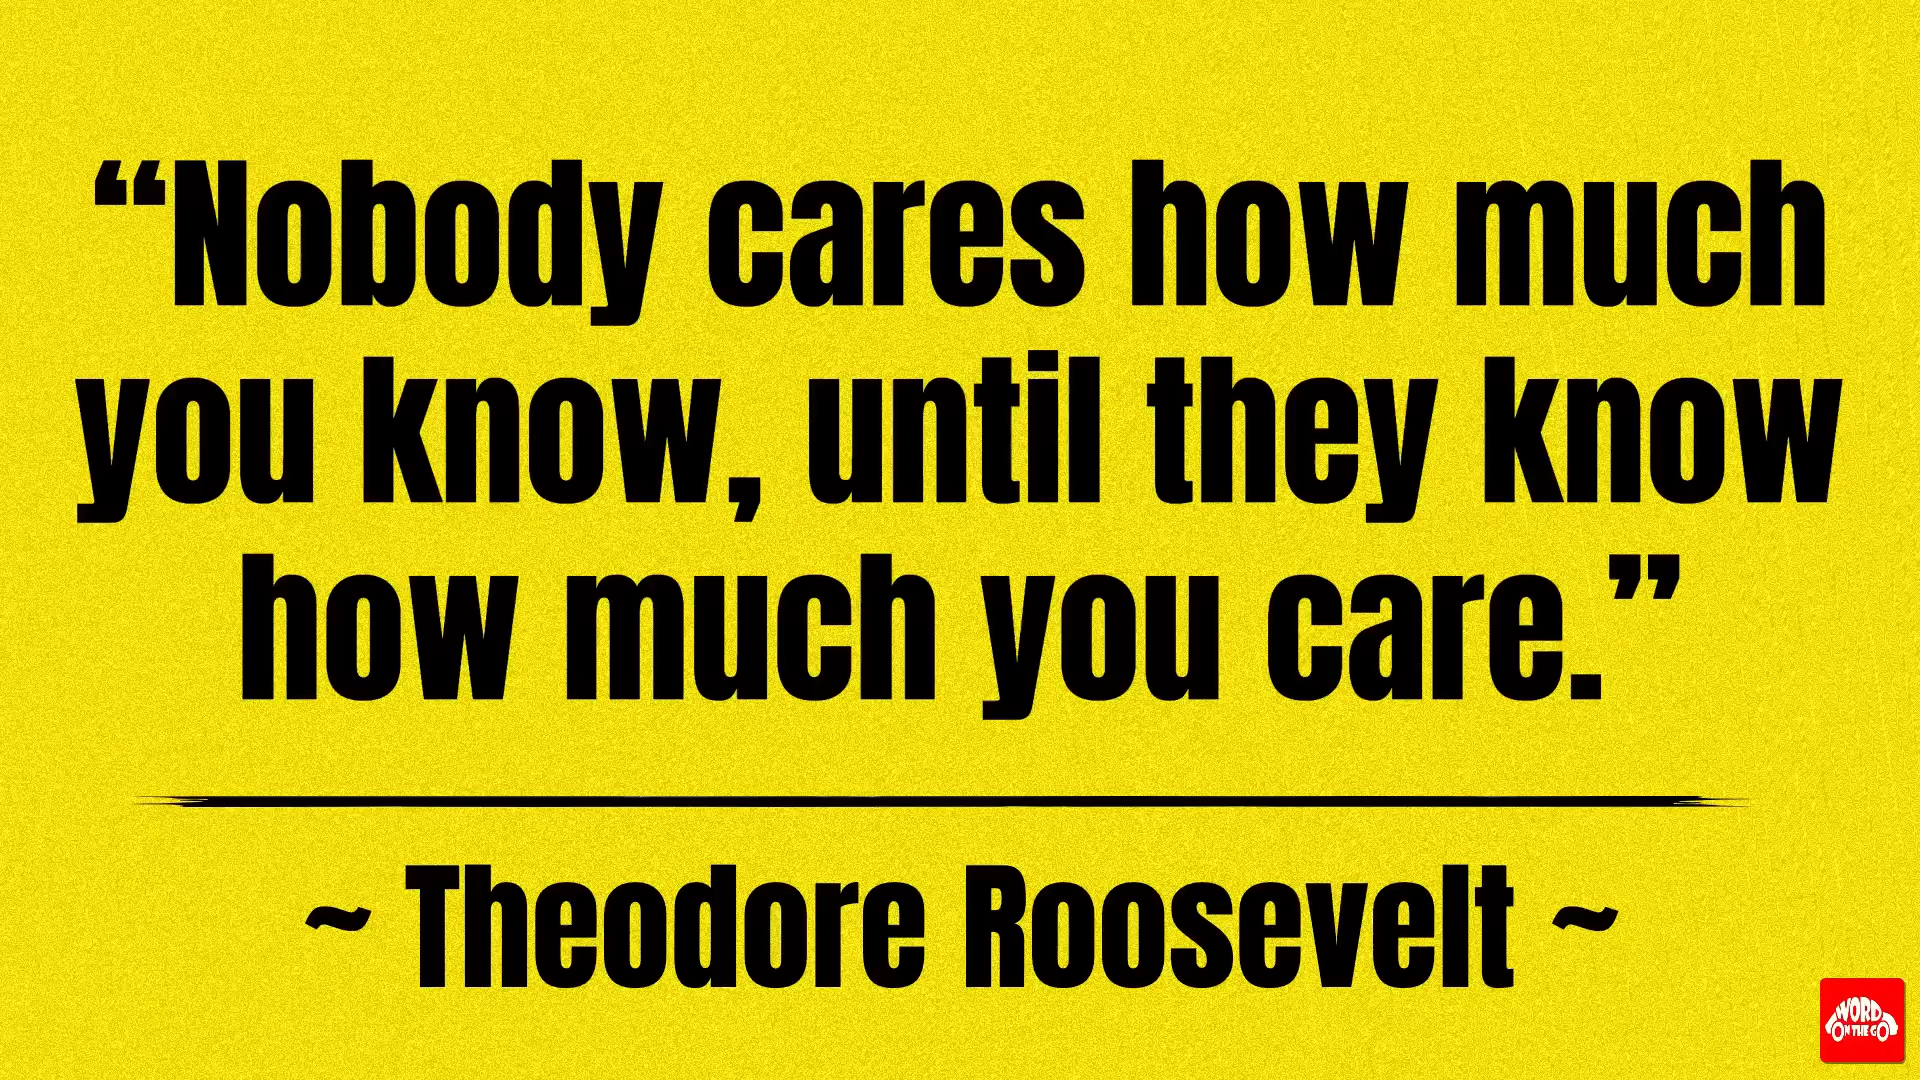 “Nobody cares how much
you know, until they know
how much you care.”
~ Theodore Roosevelt ~
WORD
ON THE GO